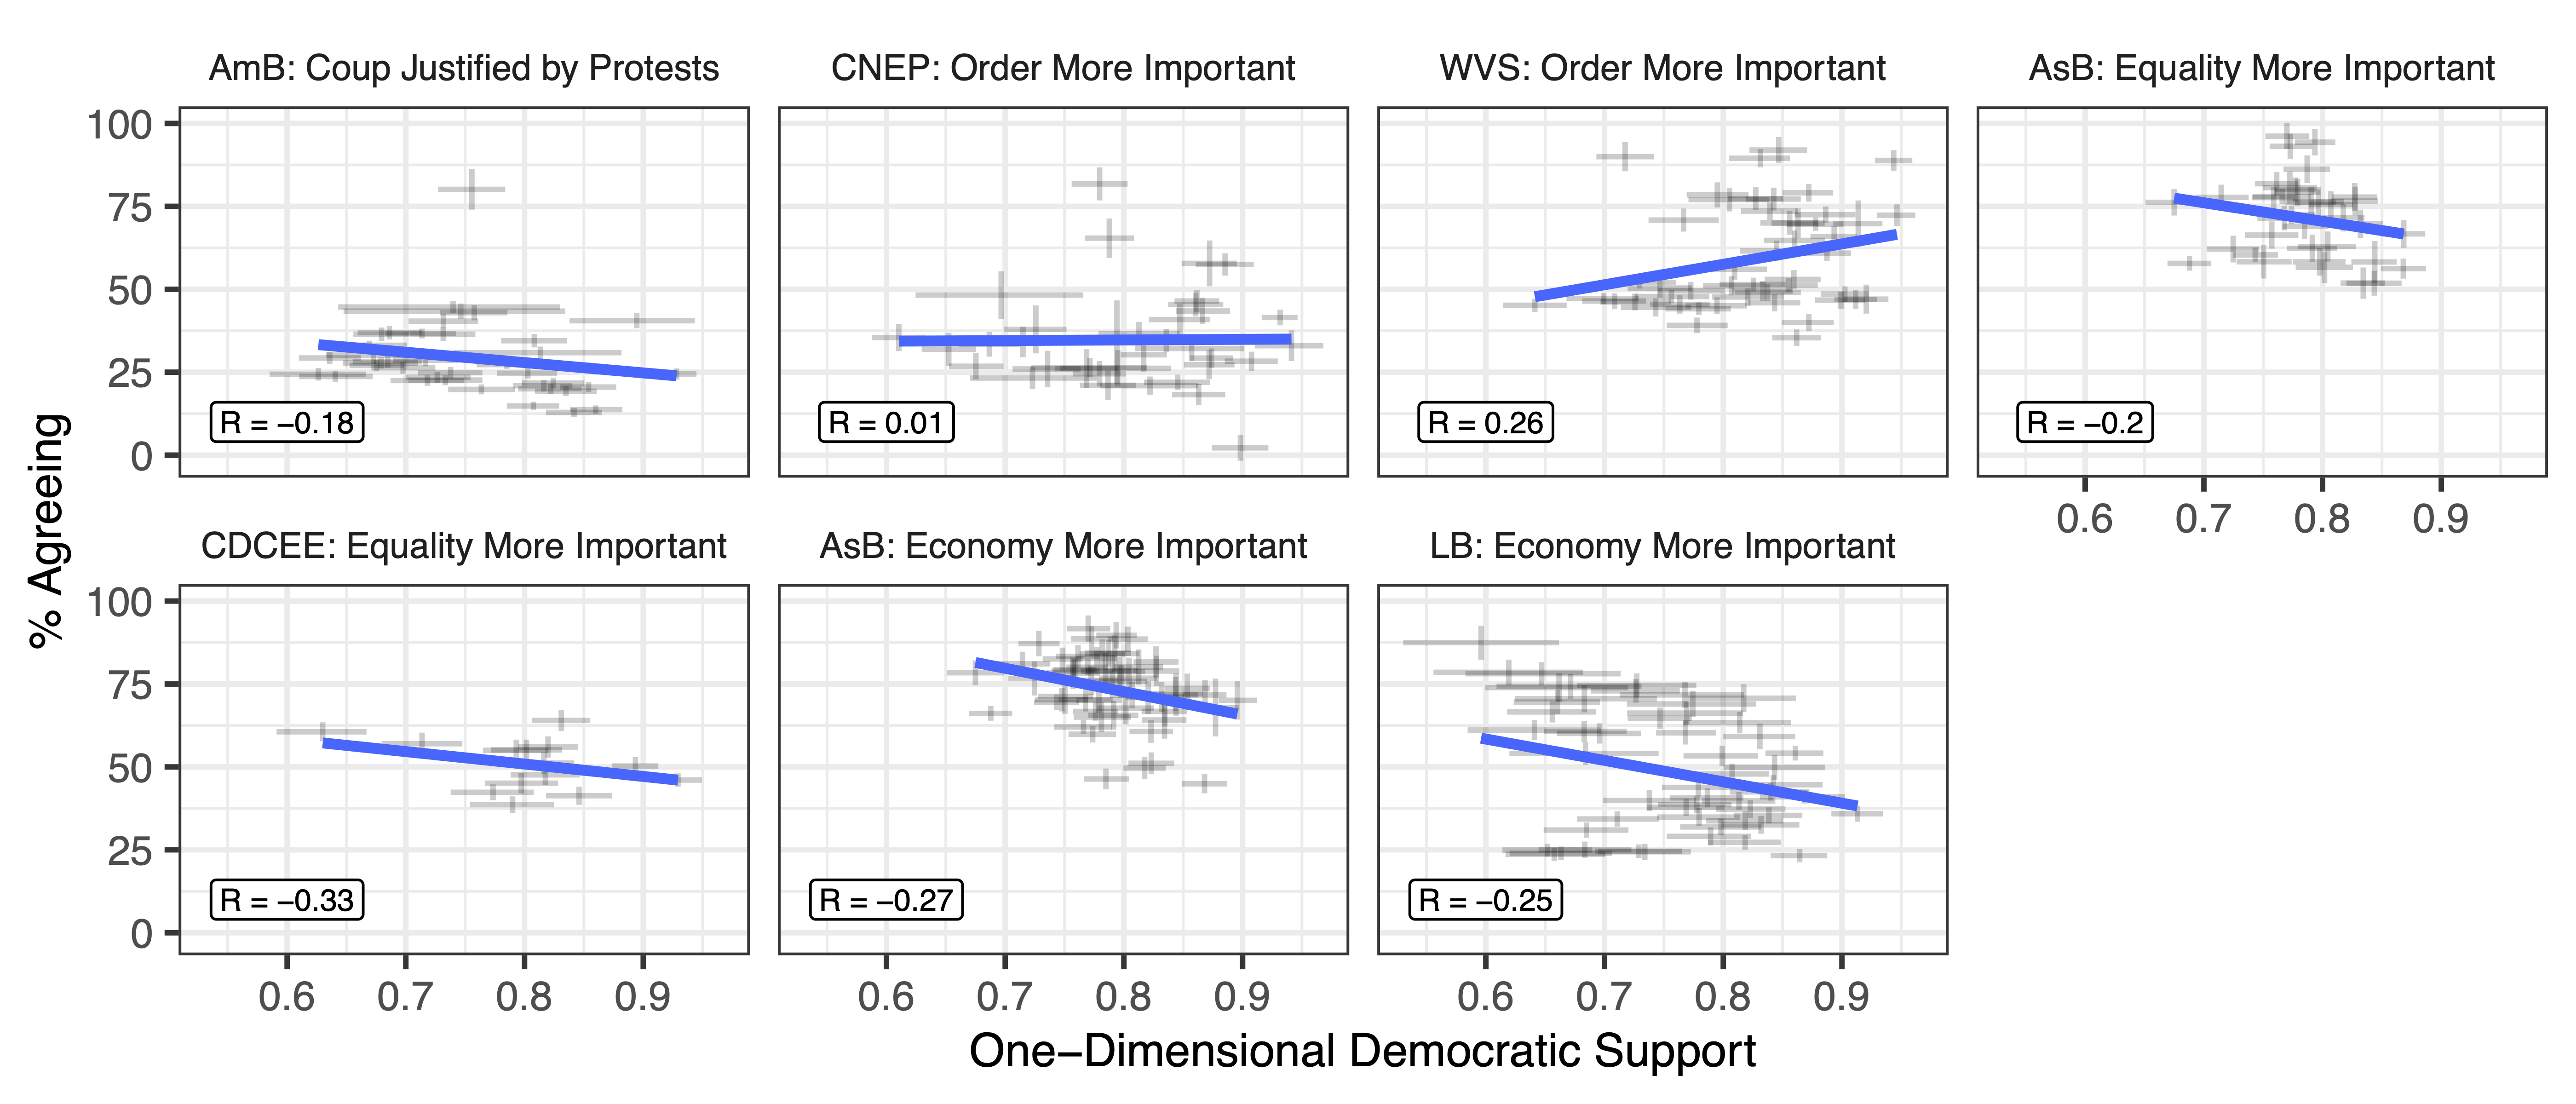 AmB: Coup Justified by Protests
CNEP: Order More Important
WVS: Order More Important
AsB: Equality More Important
100
75
50
25
0
R = −0.18
R = 0.01
R = 0.26
R = −0.2
0.6 0.7 0.8 0.9
CDCEE: Equality More Important
AsB: Economy More Important
LB: Economy More Important
100
75
50
25
0
R = −0.33
R = −0.27
R = −0.25
0.6 0.7 0.8 0.9
0.6 0.7 0.8 0.9
0.6 0.7 0.8 0.9
% Agreeing
One−Dimensional Democratic Support